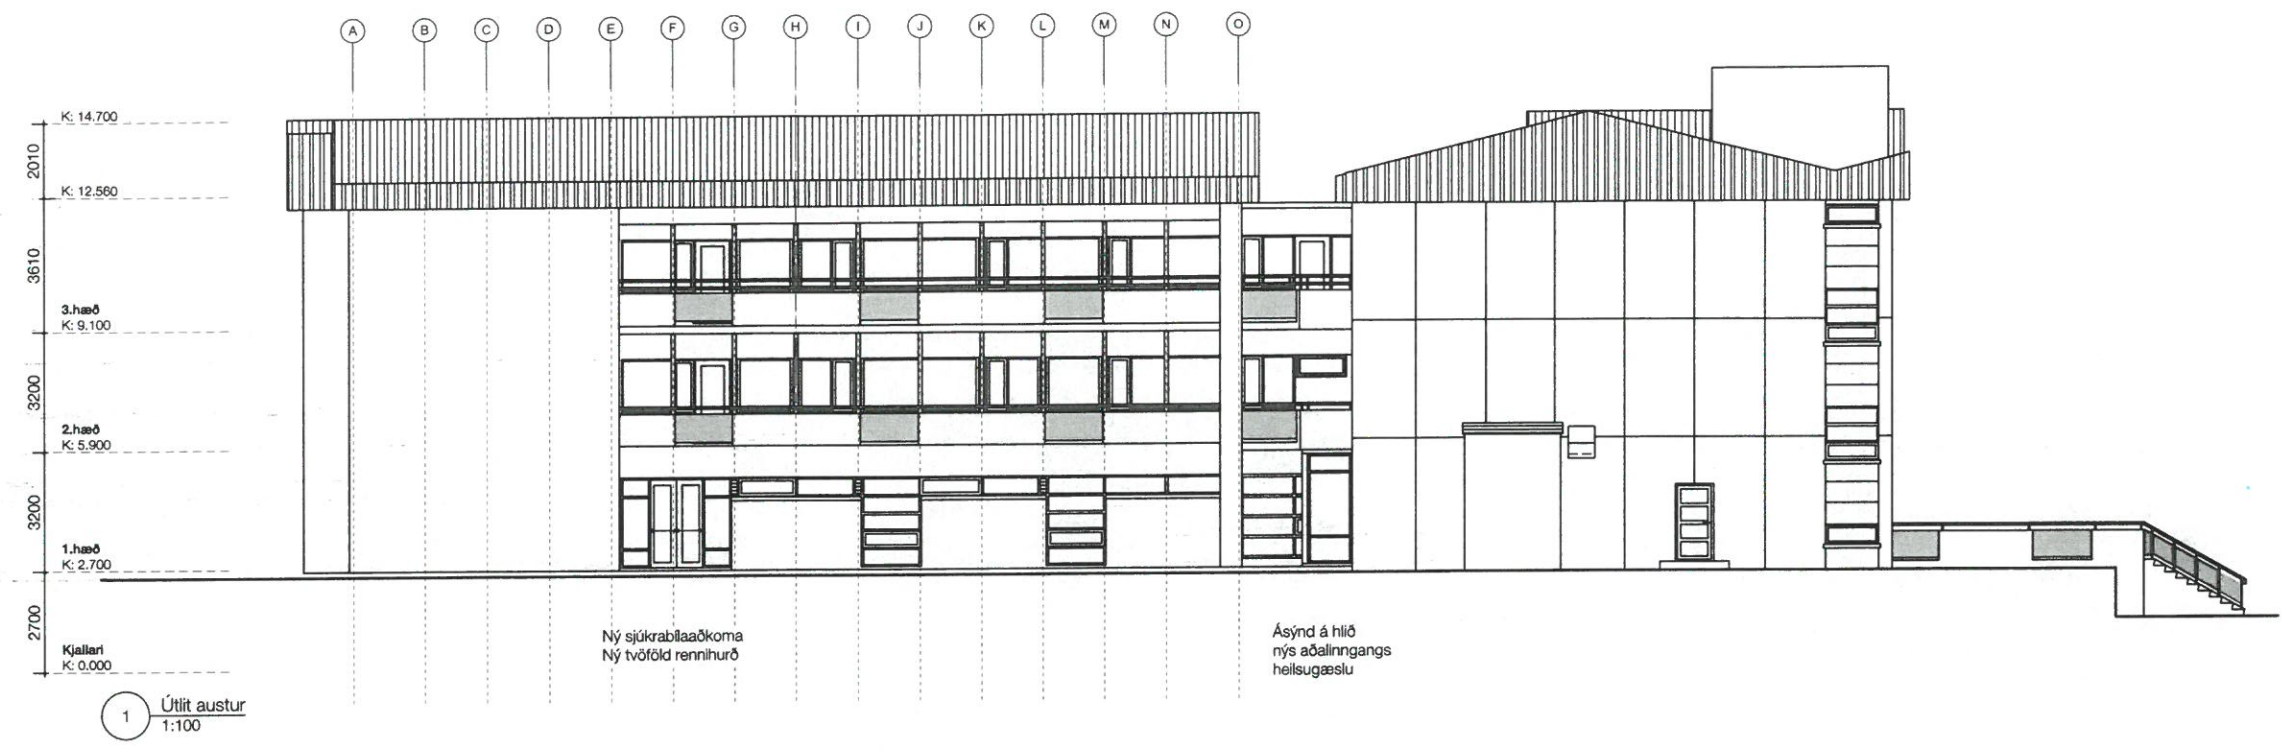 A B C D E F G H I J K L M N O
K: 14.700
2010
K: 12.560
3610
3.hæð
K: 9.100
3200
2.hæð
K: 5.900
3200
1.hæð
K: 2.700
2700
Kjallari
K: 0.000
Ný sjúkrabílaaðkoma
Ný tvöföld rennihurð
Ásýnd á hlið
nýs aðalinngangs
heilsugæslu
1 Útlit austur
1:100